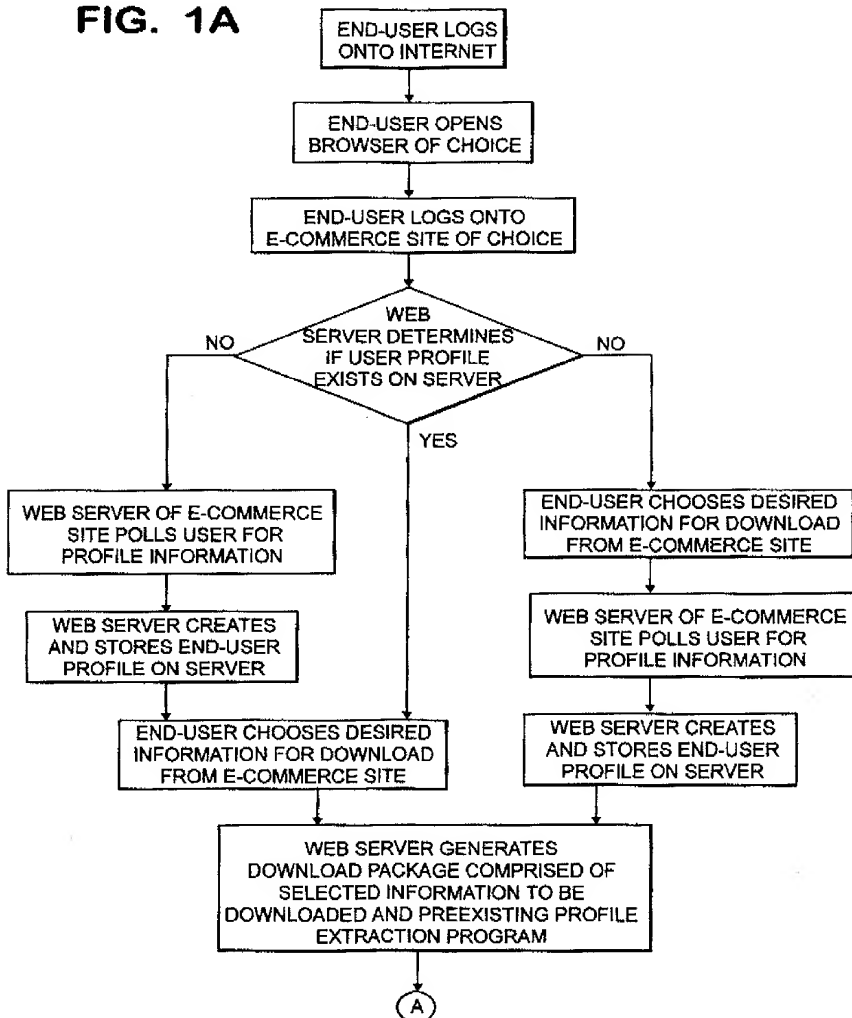 FIG. 1A
END-USER LOGS
ONTO INTERNET
END-USER OPENS
BROWSER OF CHOICE
END-USER LOGS ONTO
E-COMMERCE SITE OF CHOICE
WEB
SERVER DETERMINES
IF USER PROFILE
EXISTS ON SERVER
NO
NO
YES
WEB SERVER OF E-COMMERCE
SITE POLLS USER FOR
PROFILE INFORMATION
WEB SERVER CREATES
AND STORES END-USER
PROFILE ON SERVER
END-USER CHOOSES DESIRED
INFORMATION FOR DOWNLOAD
FROM E-COMMERCE SITE
END-USER CHOOSES DESIRED
INFORMATION FOR DOWNLOAD
FROM E-COMMERCE SITE
WEB SERVER OF E-COMMERCE
SITE POLLS USER FOR
PROFILE INFORMATION
WEB SERVER CREATES
AND STORES END-USER
PROFILE ON SERVER
WEB SERVER GENERATES
DOWNLOAD PACKAGE COMPRISED OF
SELECTED INFORMATION TO BE
DOWNLOADED AND PREEXISTING PROFILE
EXTRACTION PROGRAM
A